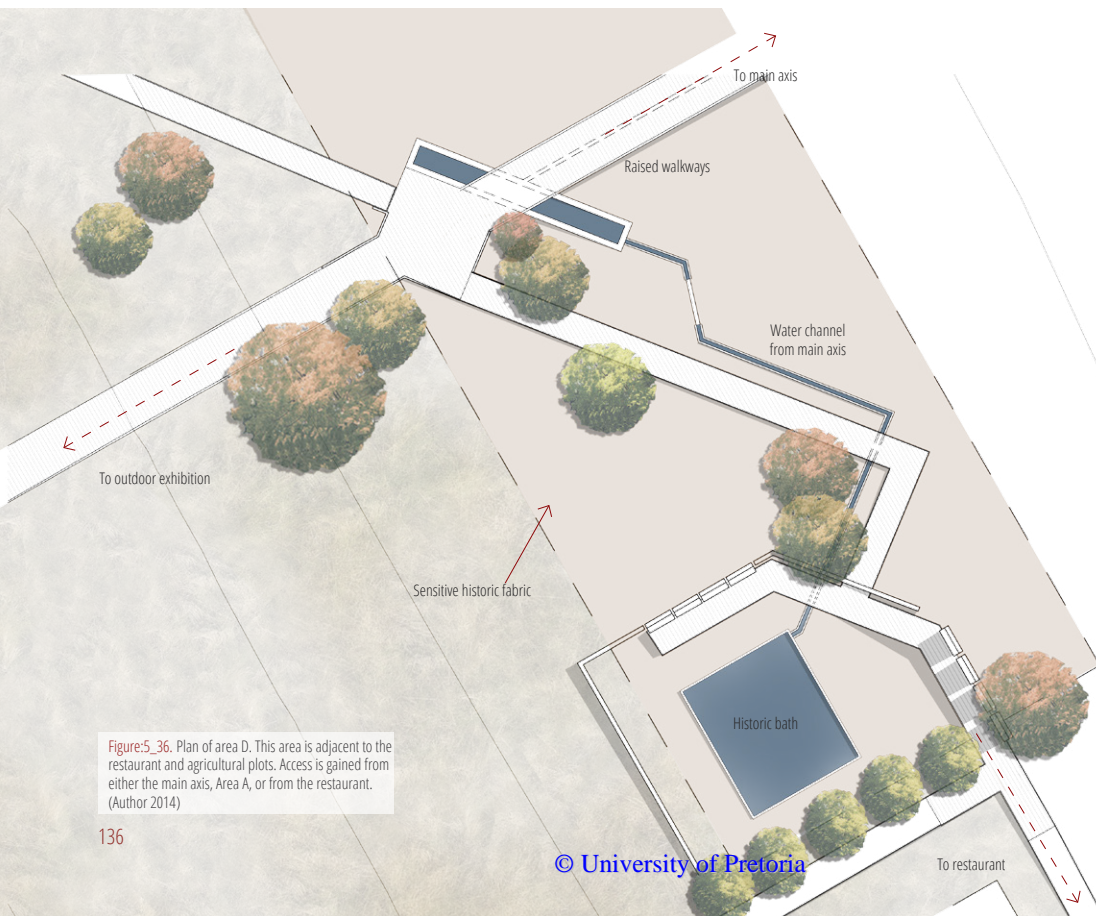 To main axis
Raised walkways
Water channel
from main axis
To outdoor exhibition
Sensitive historic fabric
Historic bath
Figure:5_36. Plan of area D. This area is adjacent to the
restaurant and agricultural plots. Access is gained from
either the main axis, Area A, or from the restaurant.
(Author 2014)
136
© University of Pretoria
To restaurant